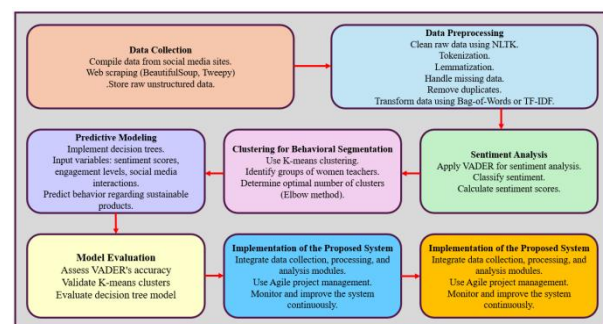 Data Collection
Compile data from social media sites.
Web scraping (BeautifulSoup, Tweepy)
.Store raw unstructured data.
Data Preprocessing
Clean raw data using NLTK.
Tokenization.
Lemmatization.
Handle missing data.
Remove duplicates.
Transform data using Bag-of-Words or TF-IDF.
Sentiment Analysis
Apply VADER for sentiment analysis.
Classify sentiment.
Calculate sentiment scores.
Clustering for Behavioral Segmentation
Use K-means clustering.
Identify groups of women teachers.
Determine optimal number of clusters
(Elbow method).
Predictive Modeling
Implement decision trees.
Input variables: sentiment scores,
engagement levels, social media
interactions.
Predict behavior regarding sustainable
products.
Model Evaluation
Assess VADER's accuracy
Validate K-means clusters
Evaluate decision tree model
Implementation of the Proposed System
Integrate data collection, processing, and
analysis modules.
Use Agile project management.
Monitor and improve the system
continuously.
Implementation of the Proposed System
Integrate data collection, processing, and
analysis modules.
Use Agile project management.
Monitor and improve the system
continuously.